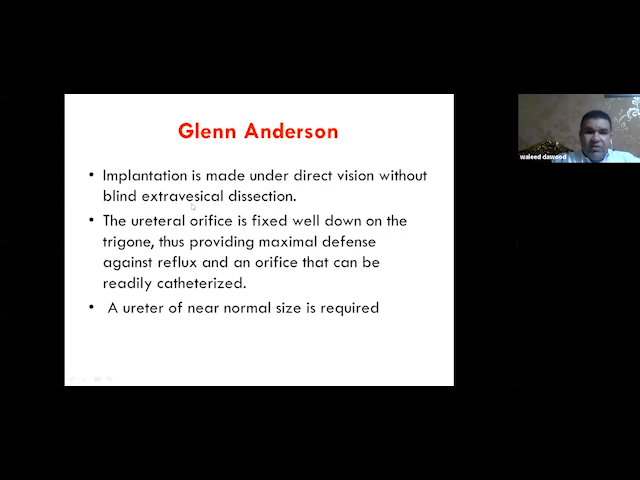 Glenn Anderson
• Implantation is made under direct vision without
blind extravesical dissection.
• The ureteral orifice is fixed well down on the
trigone, thus providing maximal defense
against reflux and an orifice that can be
readily catheterized.
• A ureter of near normal size is required
waleed dawood